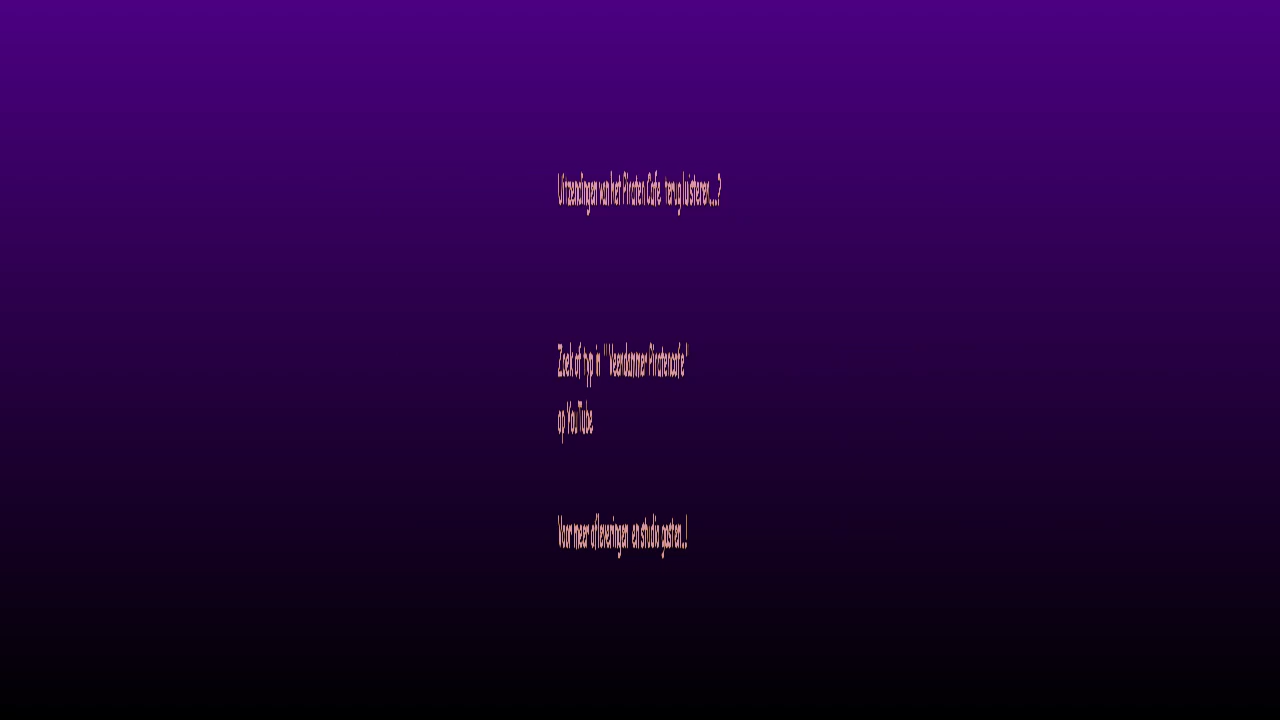 Uitzendingen van het Piraten Cafe terug luisteren....?
Zoek of typ in "Veendammer Piratencafe"
op YouTube
Voor meer afleveringen en studio gasten..!